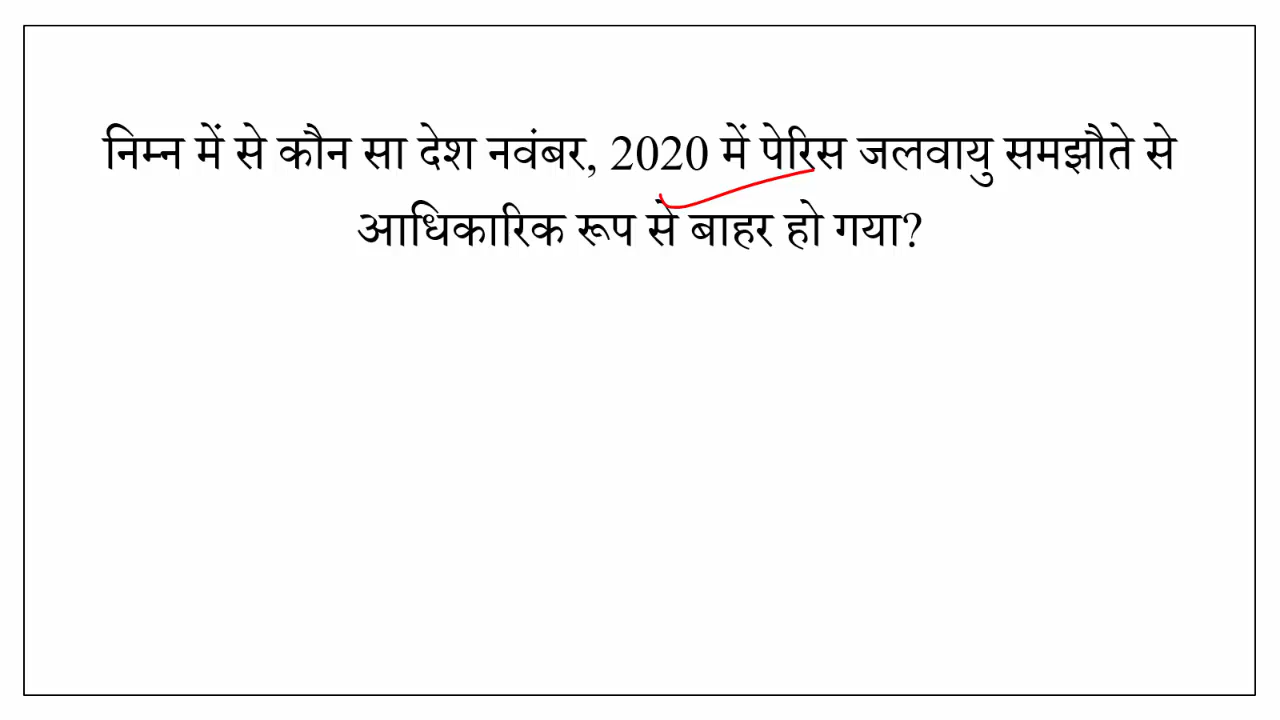 निम्न में से कौन सा देश नवंबर, 2020 में पेरिस जलवायु समझौते से
आधिकारिक रूप से बाहर हो गया?